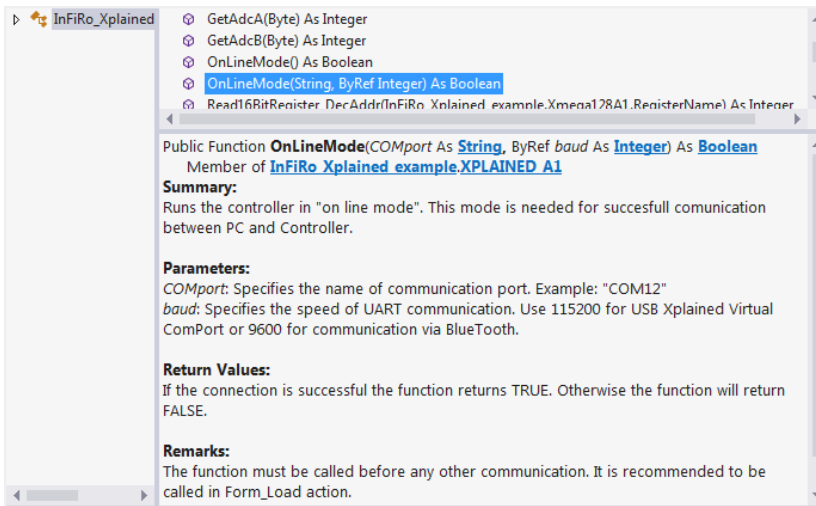 InFiRo_Xplained
GetAdcA(Byte) As Integer
GetAdcB(Byte) As Integer
OnLineMode() As Boolean
OnLineMode(String, ByRef Integer) As Boolean
Read16BitRegister_DecAddr(InFiRo_Xplained_example.Xmega128A1.RegisterName) As Integer
Public Function OnLineMode(COMport As String, ByRef baud As Integer) As Boolean
Member of InFiRo_Xplained_example.XPLAINED_A1
Summary:
Runs the controller in "on line mode". This mode is needed for succesfull comunication
between PC and Controller.
Parameters:
COMport: Specifies the name of communication port. Example: "COM12"
baud: Specifies the speed of UART communication. Use 115200 for USB Xplained Virtual
ComPort or 9600 for communication via BlueTooth.
Return Values:
If the connection is successful the function returns TRUE. Otherwise the function will return
FALSE.
Remarks:
The function must be called before any other communication. It is recommended to be
called in Form_Load action.